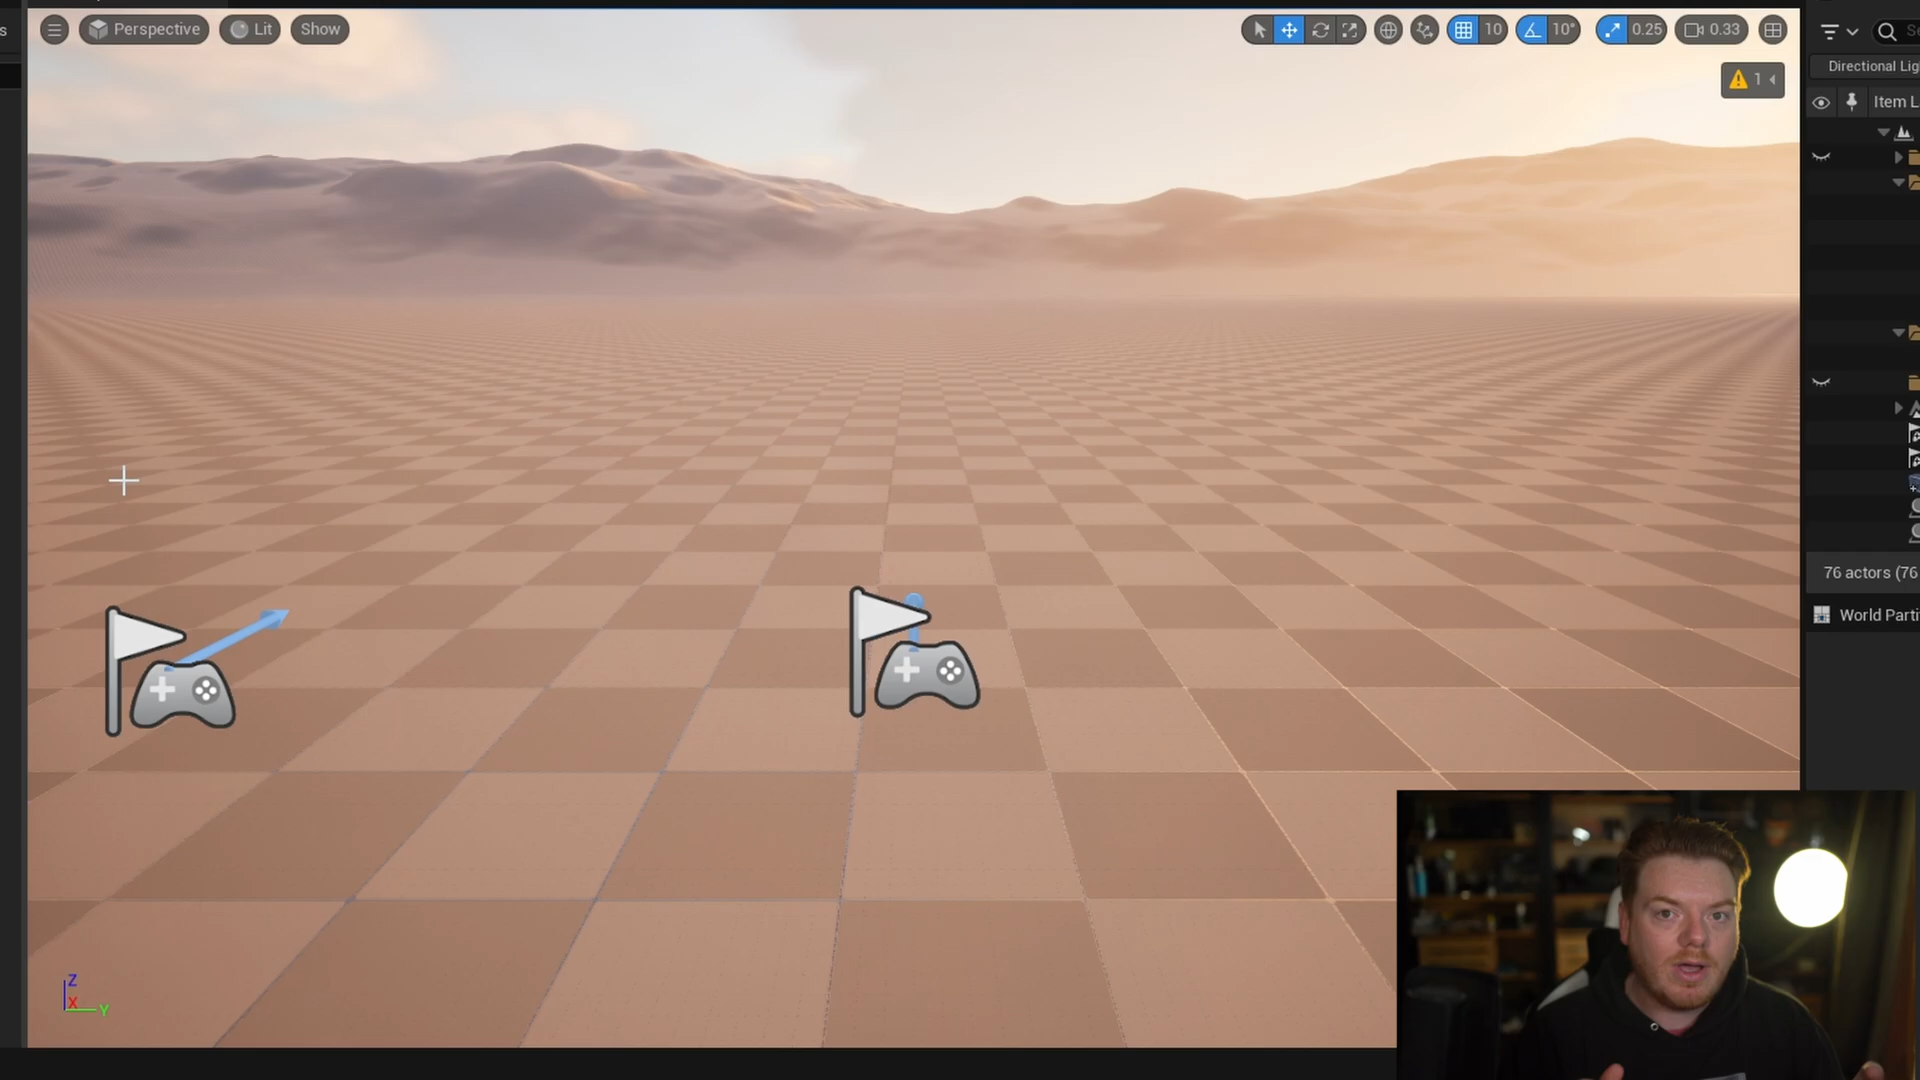 s
Perspective
Lit
Show
10
10°
0.25
0.33
1
Directional Lig
Item L
76 actors (76
World Parti
Z
X
Y